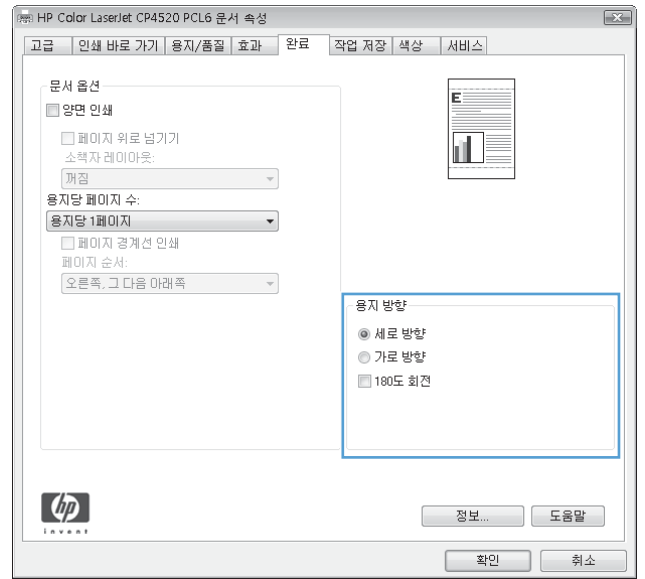 HP Color LaserJet CP4520 PCL6 문서 속성
고급 인쇄 바로 가기 용지/품질 효과 완료 작업 저장 색상 서비스
문서 옵션
양면 인쇄
페이지 위로 넘기기
소책자 레이아웃:
꺼짐
용지당 페이지 수:
용지당 1페이지
페이지 경계선 인쇄
페이지 순서:
오른쪽, 그 다음 아래쪽
E
용지 방향
세로 방향
가로 방향
180도 회전
hp
invent
정보... 도움말
확인 취소